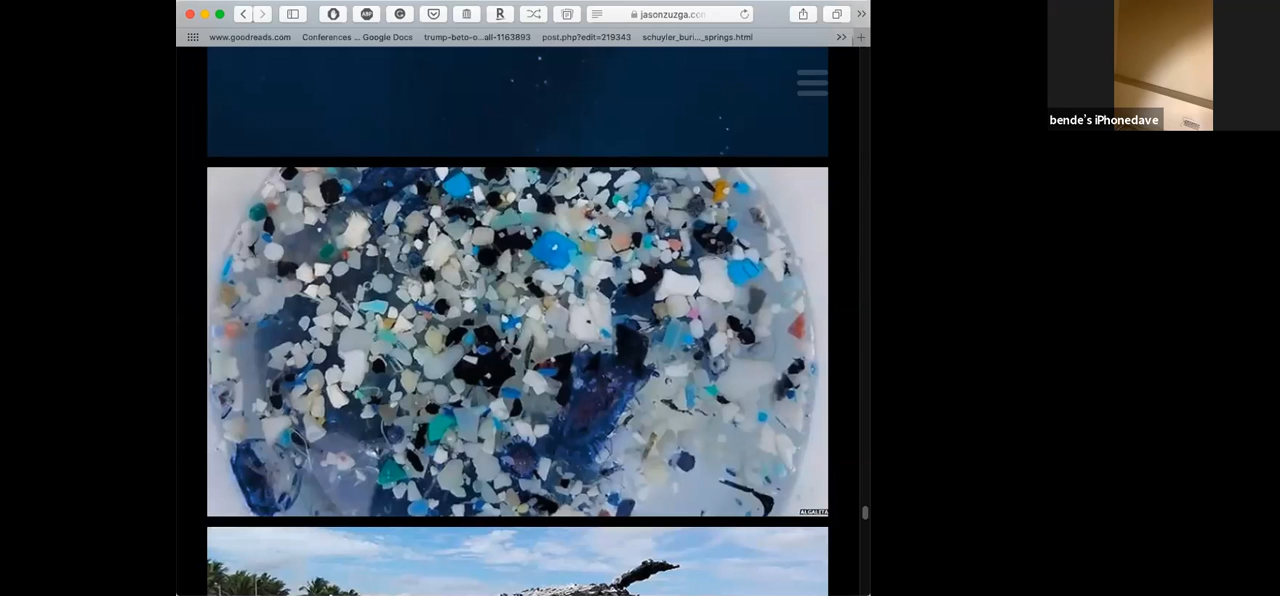 ABP
R
jasonzuzga.com
www.goodreads.com Conferences ... Google Docs trump-beto-o...all-1163893 post.php?edit=219343 schuyler_buri..._springs.html
bende's iPhonedave
ALGALITA